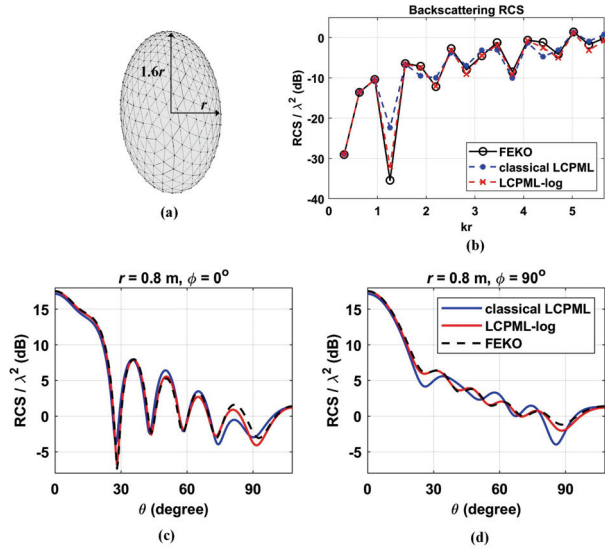 1.6r
r
(a)
Backscattering RCS
RCS / λ² (dB)
0
-10
-20
-30
-40
FEKO
classical LCPML
LCPML-log
0 1 2 3 4 5
kr
(b)
r = 0.8 m, ϕ = 0°
RCS / λ² (dB)
15
10
5
0
-5
0 30 60 90
θ (degree)
(c)
r = 0.8 m, ϕ = 90°
RCS / λ² (dB)
15
10
5
0
-5
classical LCPML
LCPML-log
FEKO
0 30 60 90
θ (degree)
(d)